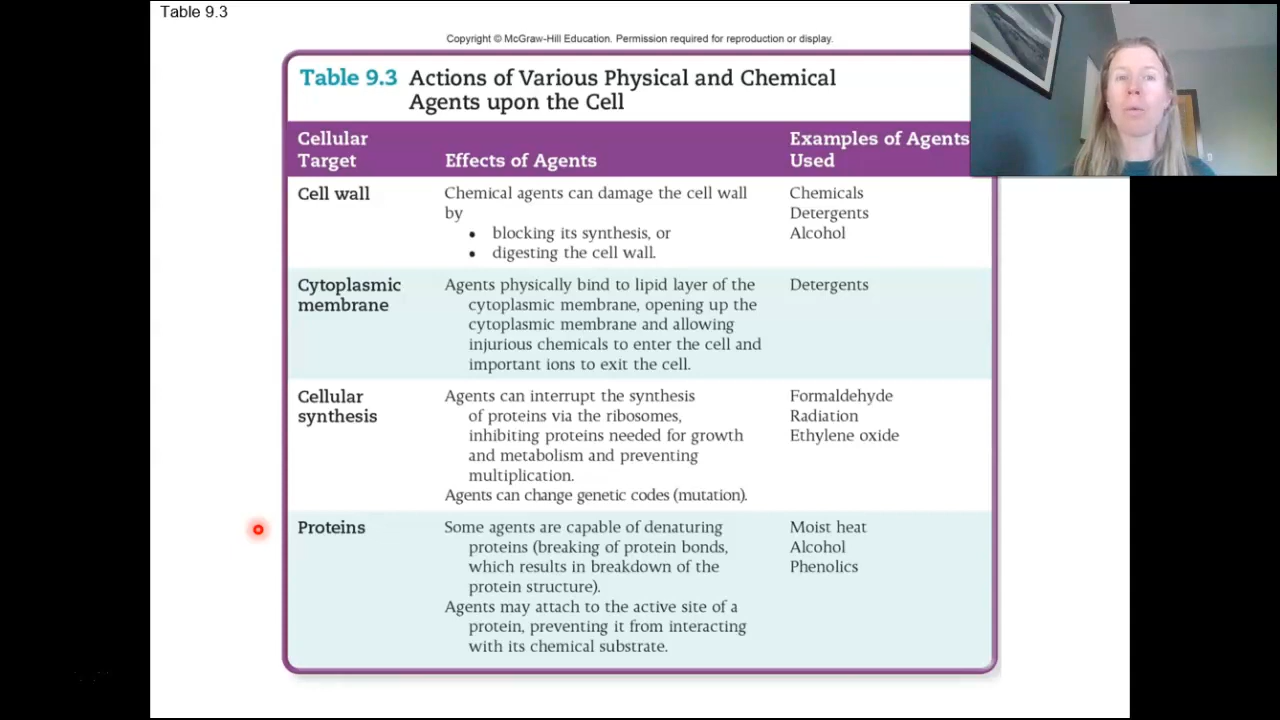 Table 9.3
Copyright © McGraw-Hill Education. Permission required for reproduction or display.
Table 9.3 Actions of Various Physical and Chemical
Agents upon the Cell
Cellular
Target
Effects of Agents
Examples of Agents
Used
Cell wall
Chemical agents can damage the cell wall
by
• blocking its synthesis, or
• digesting the cell wall.
Chemicals
Detergents
Alcohol
Cytoplasmic
membrane
Agents physically bind to lipid layer of the
cytoplasmic membrane, opening up the
cytoplasmic membrane and allowing
injurious chemicals to enter the cell and
important ions to exit the cell.
Detergents
Cellular
synthesis
Agents can interrupt the synthesis
of proteins via the ribosomes,
inhibiting proteins needed for growth
and metabolism and preventing
multiplication.
Agents can change genetic codes (mutation).
Formaldehyde
Radiation
Ethylene oxide
Proteins
Some agents are capable of denaturing
proteins (breaking of protein bonds,
which results in breakdown of the
protein structure).
Agents may attach to the active site of a
protein, preventing it from interacting
with its chemical substrate.
Moist heat
Alcohol
Phenolics